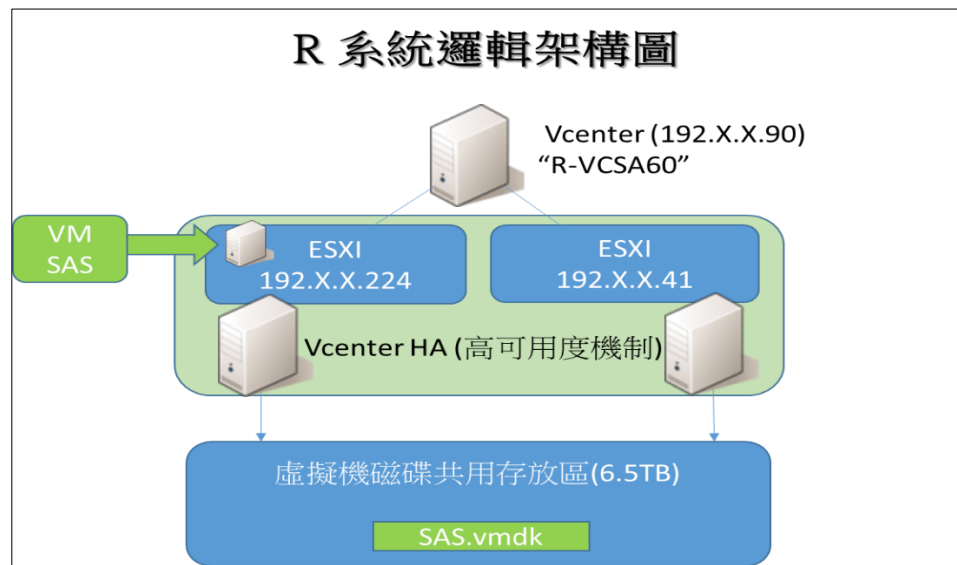 R 系統邏輯架構圖
Vcenter (192.X.X.90)
“R-VCSA60”
VM
SAS
ESXI
192.X.X.224
ESXI
192.X.X.41
Vcenter HA (高可用度機制)
虛擬機磁碟共用存放區(6.5TB)
SAS.vmdk